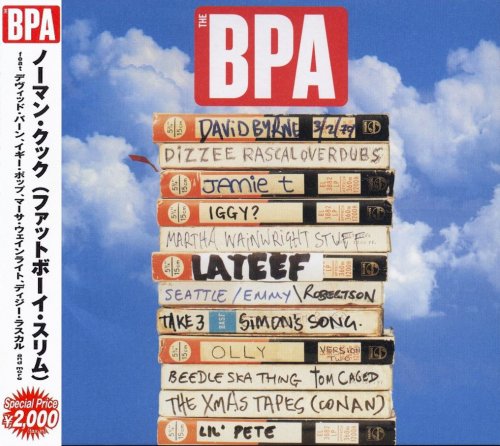 THE BPA
ノーマン・クック (ファットボーイ・スリム)
feat デヴィッド・バーン、イギー・ポップ、マーサ・ウェインライト、ディジー・ラスカル and more
Special Price
¥2,000
THE
BPA
DAVID BYRNE 3/2/79
DIZZEE RASCAL OVERDUBS
Jamie t
IGGY?
MARTHA WAINWRIGHT STUFF
LATEEF
SEATTLE/EMMY\ROBERTSON
TAKE 3 BASF SIMON'S SONG.
OLLY VERSION TWO
BEEDLE SKA THING TOM CAGED
THE XMAS TAPES (CONAN)
LIL' PETE